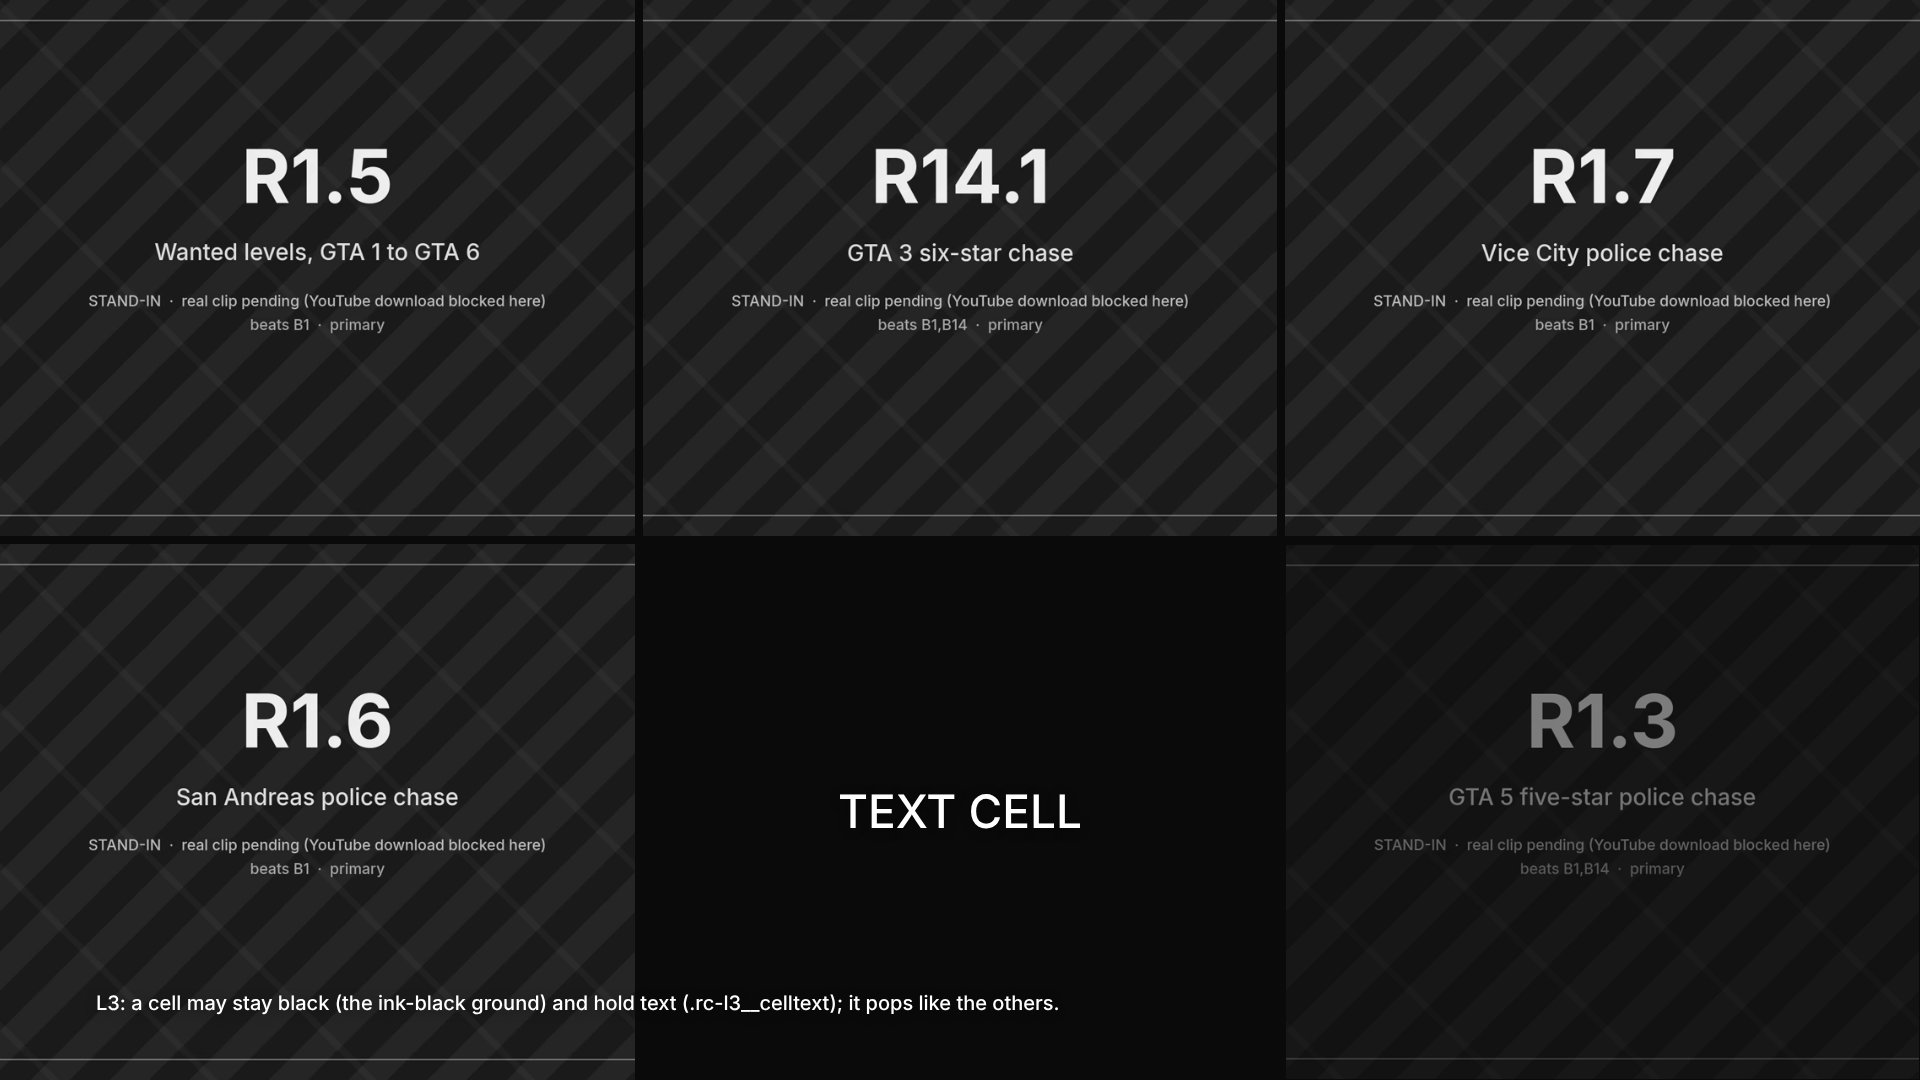 R1.5
Wanted levels, GTA 1 to GTA 6
STAND-IN · real clip pending (YouTube download blocked here)
beats B1 · primary
R14.1
GTA 3 six-star chase
STAND-IN · real clip pending (YouTube download blocked here)
beats B1,B14 · primary
R1.7
Vice City police chase
STAND-IN · real clip pending (YouTube download blocked here)
beats B1 · primary
R1.6
San Andreas police chase
STAND-IN · real clip pending (YouTube download blocked here)
beats B1 · primary
TEXT CELL
R1.3
GTA 5 five-star police chase
STAND-IN · real clip pending (YouTube download blocked here)
beats B1,B14 · primary
L3: a cell may stay black (the ink-black ground) and hold text (.rc-l3__celltext); it pops like the others.